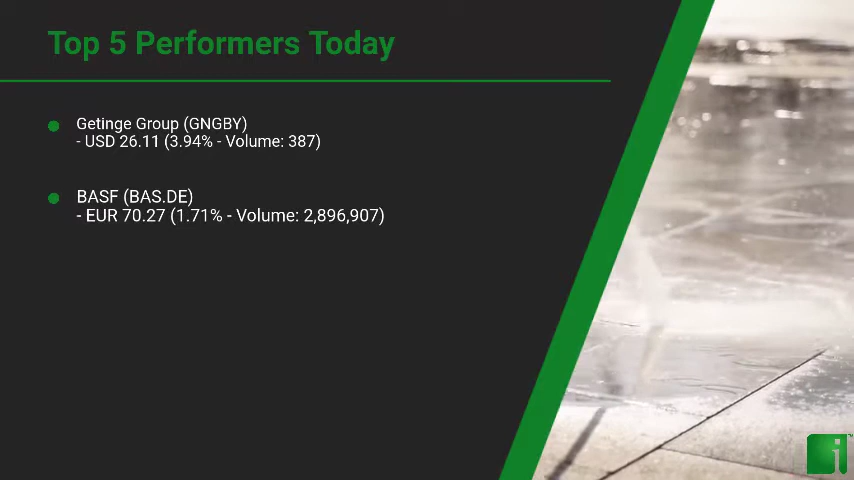 Top 5 Performers Today
Getinge Group (GNGBY)
- USD 26.11 (3.94% - Volume: 387)
BASF (BAS.DE)
- EUR 70.27 (1.71% - Volume: 2,896,907)
i